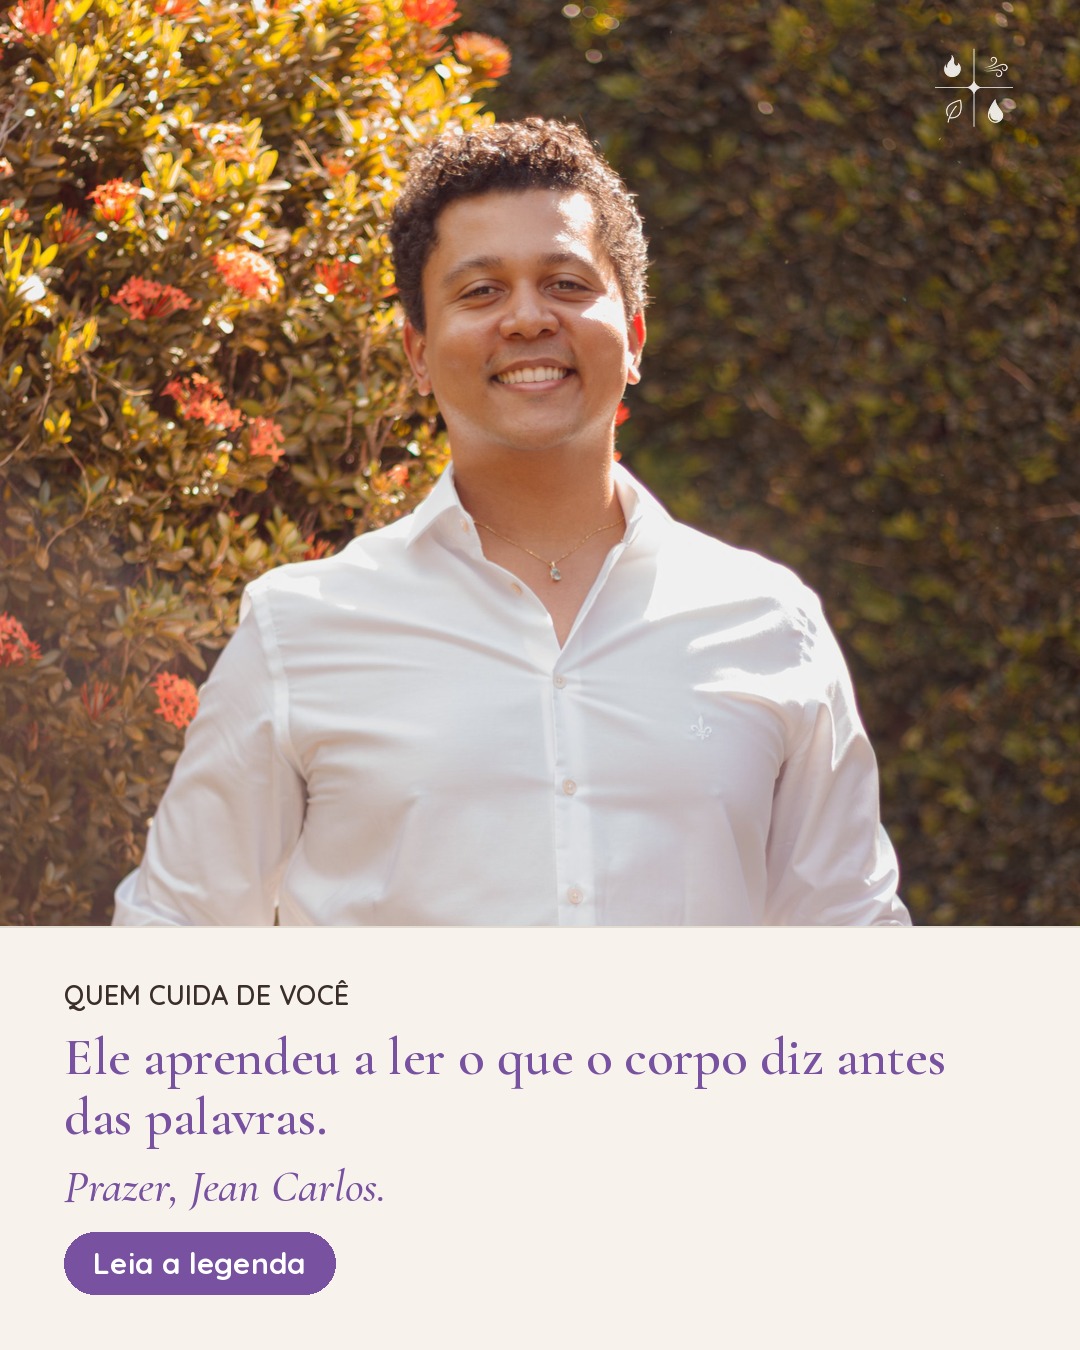 QUEM CUIDA DE VOCÊ
Ele aprendeu a ler o que o corpo diz antes
das palavras.
Prazer, Jean Carlos.
Leia a legenda